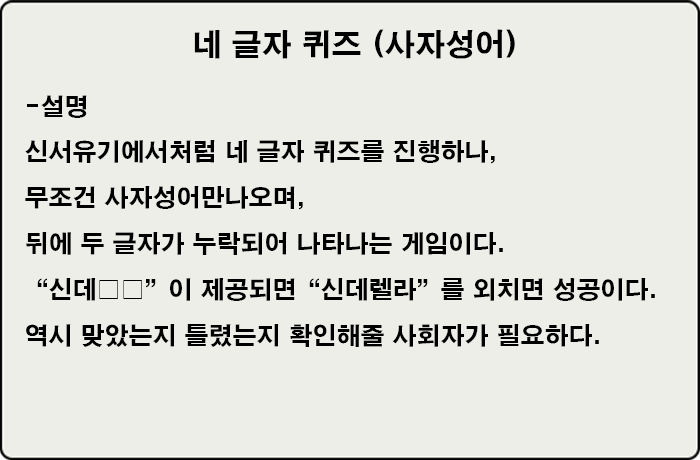 네 글자 퀴즈 (사자성어)
-설명
신서유기에서처럼 네 글자 퀴즈를 진행하나,
무조건 사자성어만나오며,
뒤에 두 글자가 누락되어 나타나는 게임이다.
“신데□□” 이 제공되면 “신데렐라” 를 외치면 성공이다.
역시 맞았는지 틀렸는지 확인해줄 사회자가 필요하다.